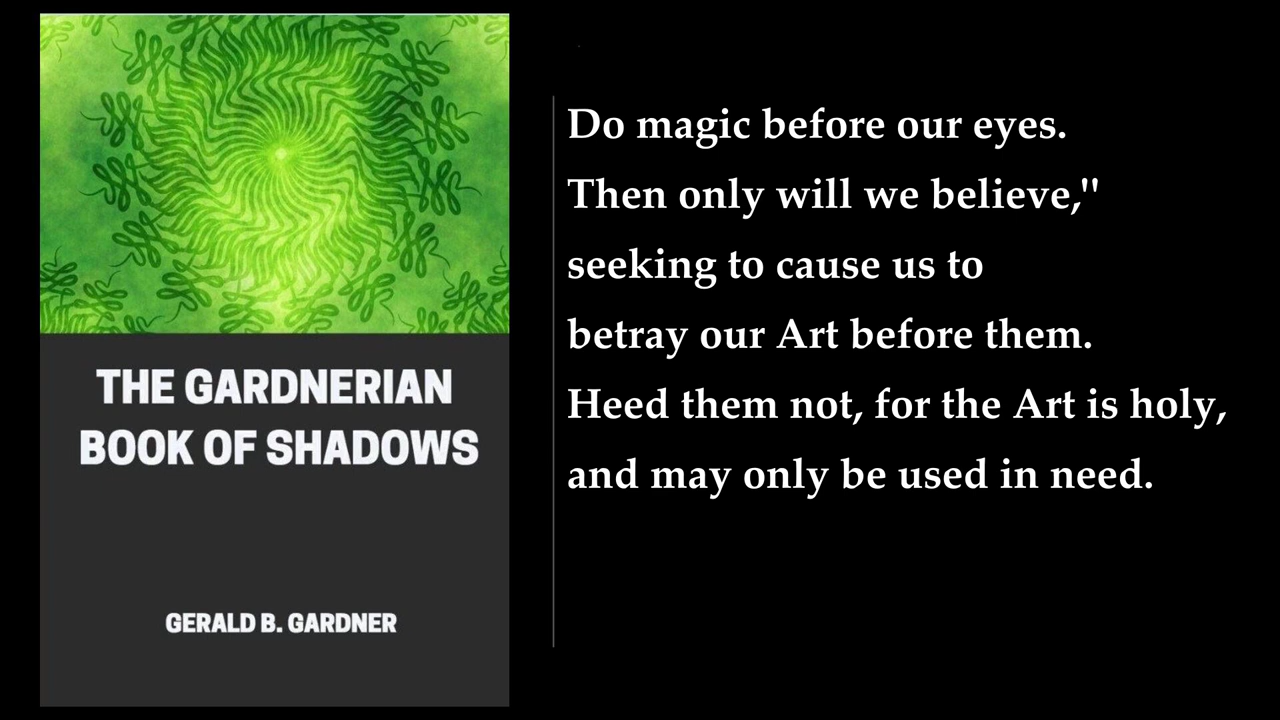 THE GARDNERIAN
BOOK OF SHADOWS
GERALD B. GARDNER
Do magic before our eyes.
Then only will we believe,"
seeking to cause us to
betray our Art before them.
Heed them not, for the Art is holy,
and may only be used in need.